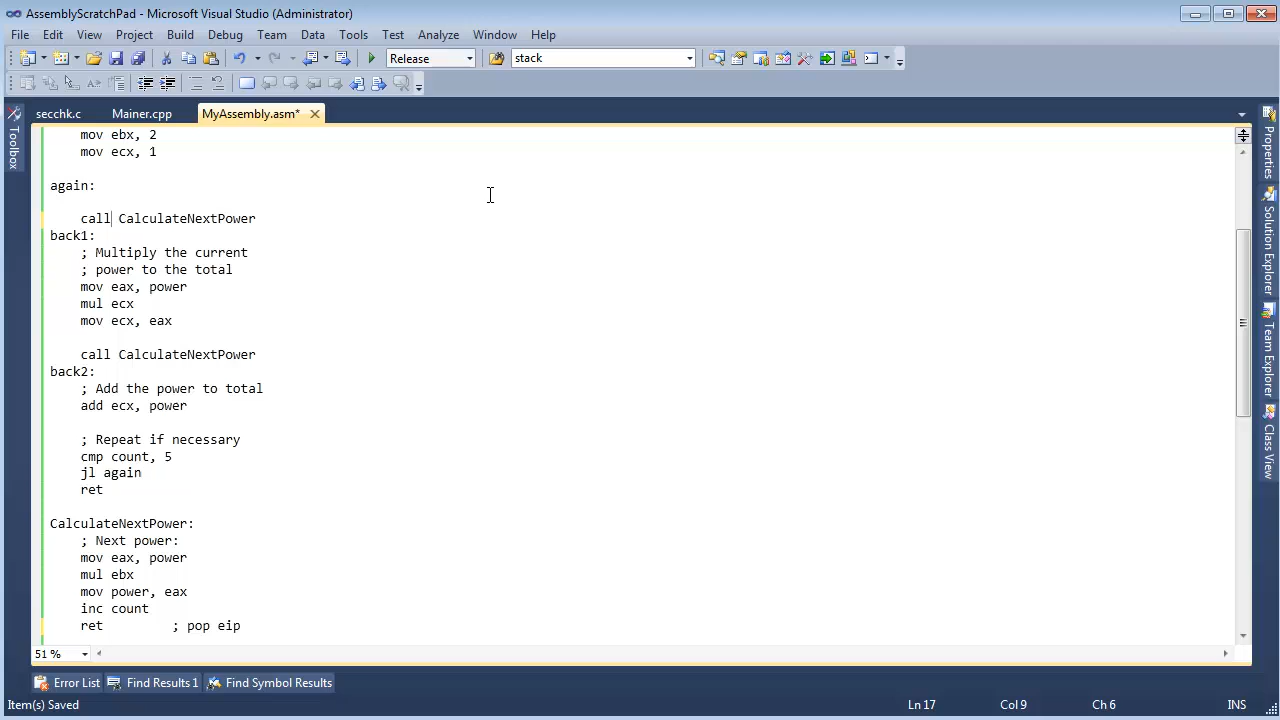 AssemblyScratchPad - Microsoft Visual Studio (Administrator)
File Edit View Project Build Debug Team Data Tools Test Analyze Window Help
Release stack
secchk.c Mainer.cpp MyAssembly.asm*
Toolbox
mov ebx, 2
mov ecx, 1
again:
call CalculateNextPower
back1:
; Multiply the current
; power to the total
mov eax, power
mul ecx
mov ecx, eax
call CalculateNextPower
back2:
; Add the power to total
add ecx, power
; Repeat if necessary
cmp count, 5
jl again
ret
CalculateNextPower:
; Next power:
mov eax, power
mul ebx
mov power, eax
inc count
ret ; pop eip
Properties
Solution Explorer
Team Explorer
Class View
51 %
Error List Find Results 1 Find Symbol Results
Item(s) Saved Ln 17 Col 9 Ch 6 INS